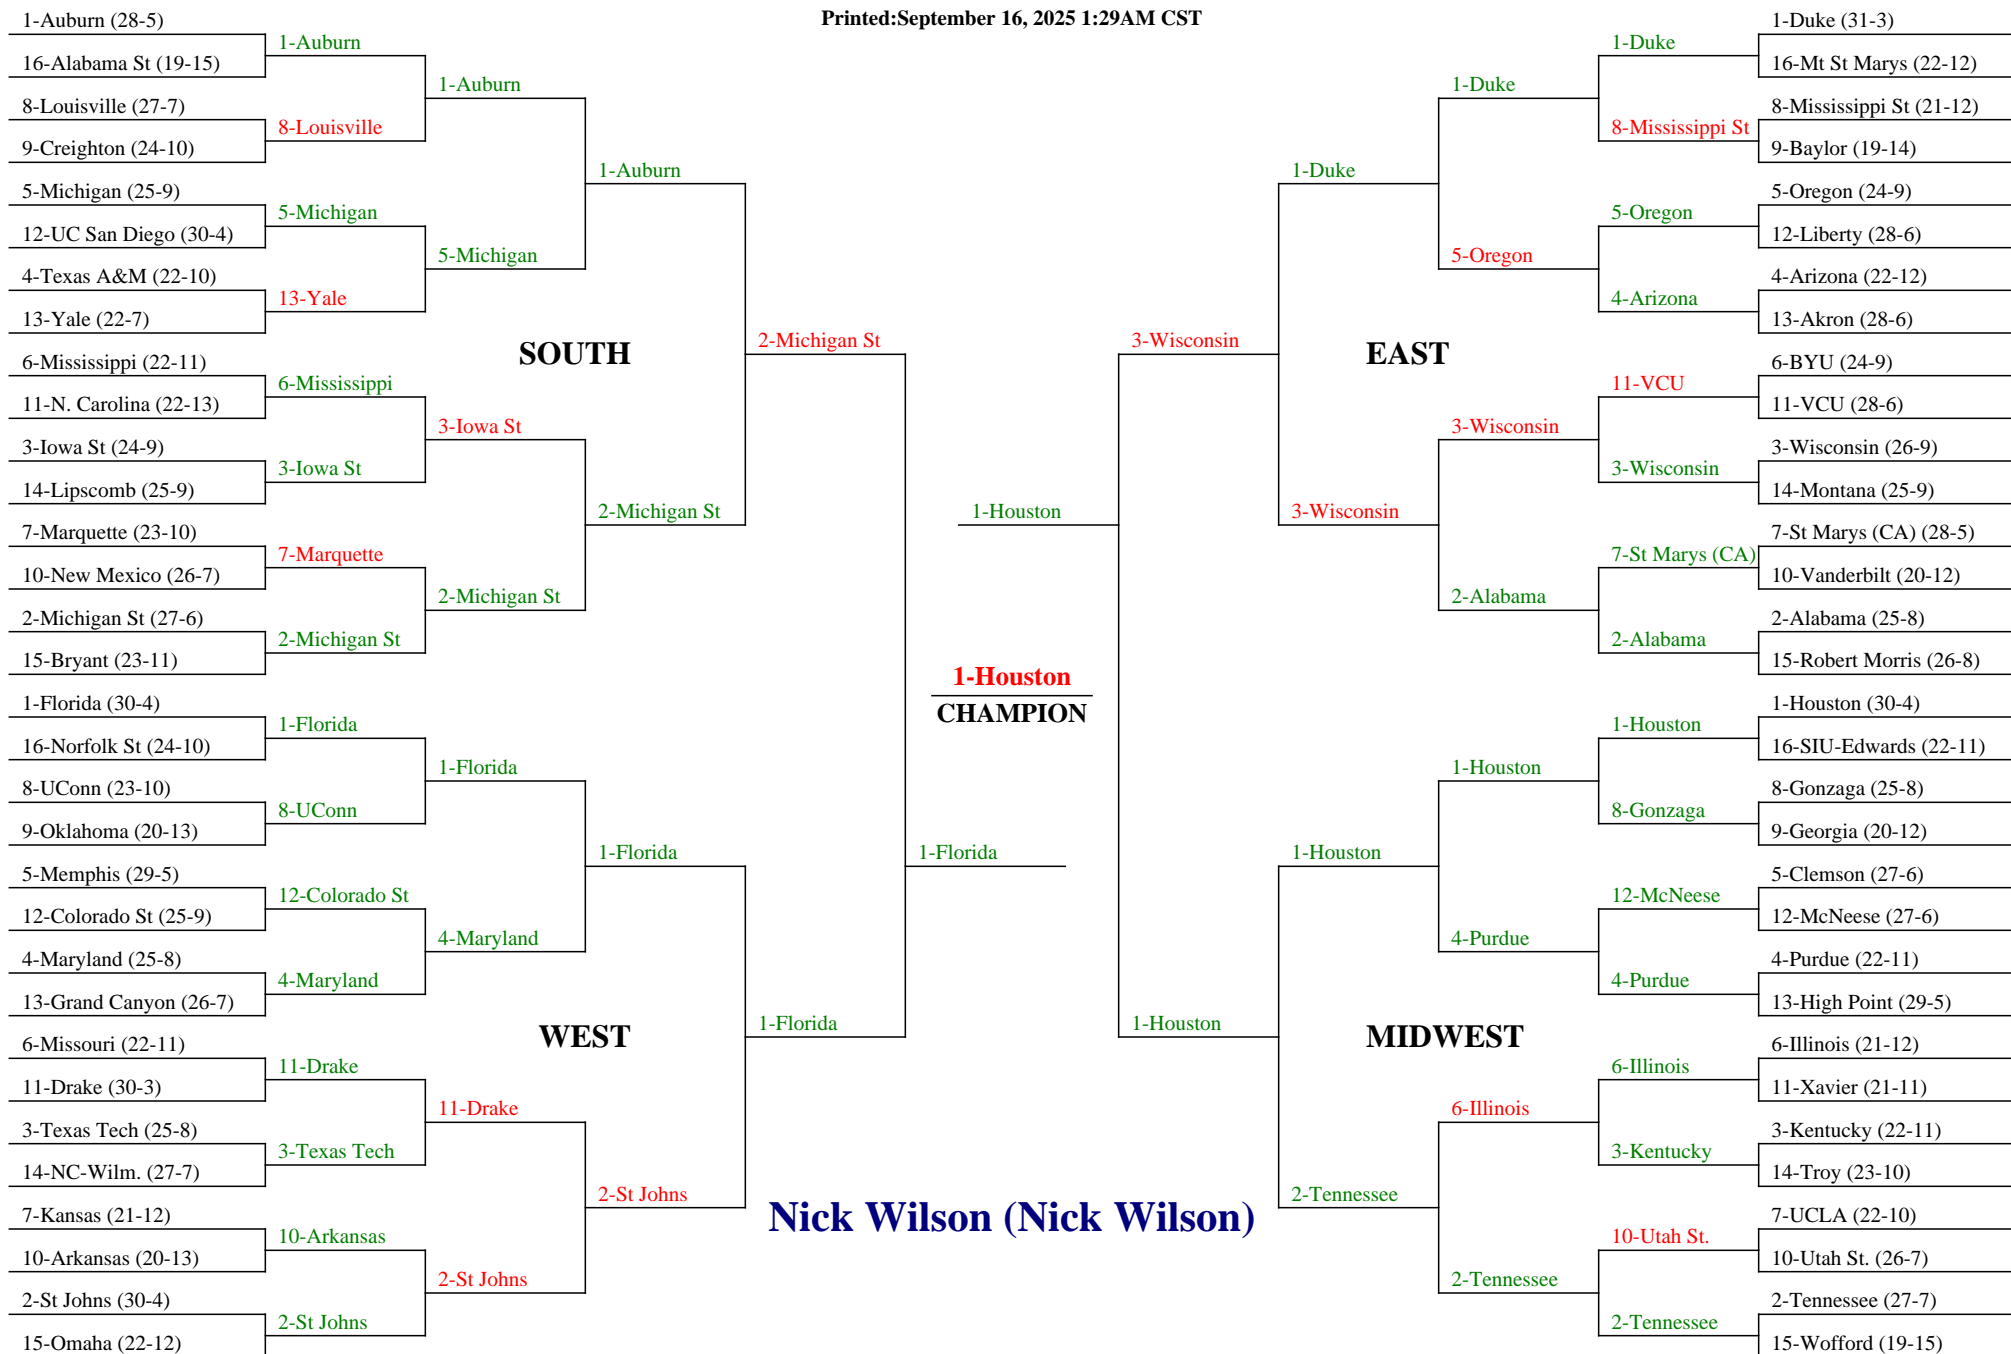 Printed:September 16, 2025 1:29AM CST
1-Auburn (28-5)
16-Alabama St (19-15)
8-Louisville (27-7)
9-Creighton (24-10)
5-Michigan (25-9)
12-UC San Diego (30-4)
4-Texas A&M (22-10)
13-Yale (22-7)
6-Mississippi (22-11)
11-N. Carolina (22-13)
3-Iowa St (24-9)
14-Lipscomb (25-9)
7-Marquette (23-10)
10-New Mexico (26-7)
2-Michigan St (27-6)
15-Bryant (23-11)
1-Florida (30-4)
16-Norfolk St (24-10)
8-UConn (23-10)
9-Oklahoma (20-13)
5-Memphis (29-5)
12-Colorado St (25-9)
4-Maryland (25-8)
13-Grand Canyon (26-7)
6-Missouri (22-11)
11-Drake (30-3)
3-Texas Tech (25-8)
14-NC-Wilm. (27-7)
7-Kansas (21-12)
10-Arkansas (20-13)
2-St Johns (30-4)
15-Omaha (22-12)
1-Auburn
8-Louisville
5-Michigan
13-Yale
6-Mississippi
3-Iowa St
7-Marquette
2-Michigan St
1-Florida
8-UConn
12-Colorado St
4-Maryland
11-Drake
3-Texas Tech
10-Arkansas
2-St Johns
1-Auburn
5-Michigan
3-Iowa St
2-Michigan St
1-Florida
4-Maryland
11-Drake
2-St Johns
1-Auburn
2-Michigan St
1-Florida
2-St Johns
SOUTH
WEST
2-Michigan St
1-Florida
1-Florida
1-Houston
1-Houston
CHAMPION
Nick Wilson (Nick Wilson)
3-Wisconsin
1-Houston
EAST
MIDWEST
1-Duke
3-Wisconsin
1-Houston
2-Tennessee
1-Duke
5-Oregon
3-Wisconsin
2-Alabama
1-Houston
4-Purdue
6-Illinois
2-Tennessee
1-Duke
8-Mississippi St
5-Oregon
4-Arizona
11-VCU
3-Wisconsin
7-St Marys (CA)
2-Alabama
1-Houston
8-Gonzaga
12-McNeese
4-Purdue
6-Illinois
3-Kentucky
10-Utah St.
2-Tennessee
1-Duke (31-3)
16-Mt St Marys (22-12)
8-Mississippi St (21-12)
9-Baylor (19-14)
5-Oregon (24-9)
12-Liberty (28-6)
4-Arizona (22-12)
13-Akron (28-6)
6-BYU (24-9)
11-VCU (28-6)
3-Wisconsin (26-9)
14-Montana (25-9)
7-St Marys (CA) (28-5)
10-Vanderbilt (20-12)
2-Alabama (25-8)
15-Robert Morris (26-8)
1-Houston (30-4)
16-SIU-Edwards (22-11)
8-Gonzaga (25-8)
9-Georgia (20-12)
5-Clemson (27-6)
12-McNeese (27-6)
4-Purdue (22-11)
13-High Point (29-5)
6-Illinois (21-12)
11-Xavier (21-11)
3-Kentucky (22-11)
14-Troy (23-10)
7-UCLA (22-10)
10-Utah St. (26-7)
2-Tennessee (27-7)
15-Wofford (19-15)